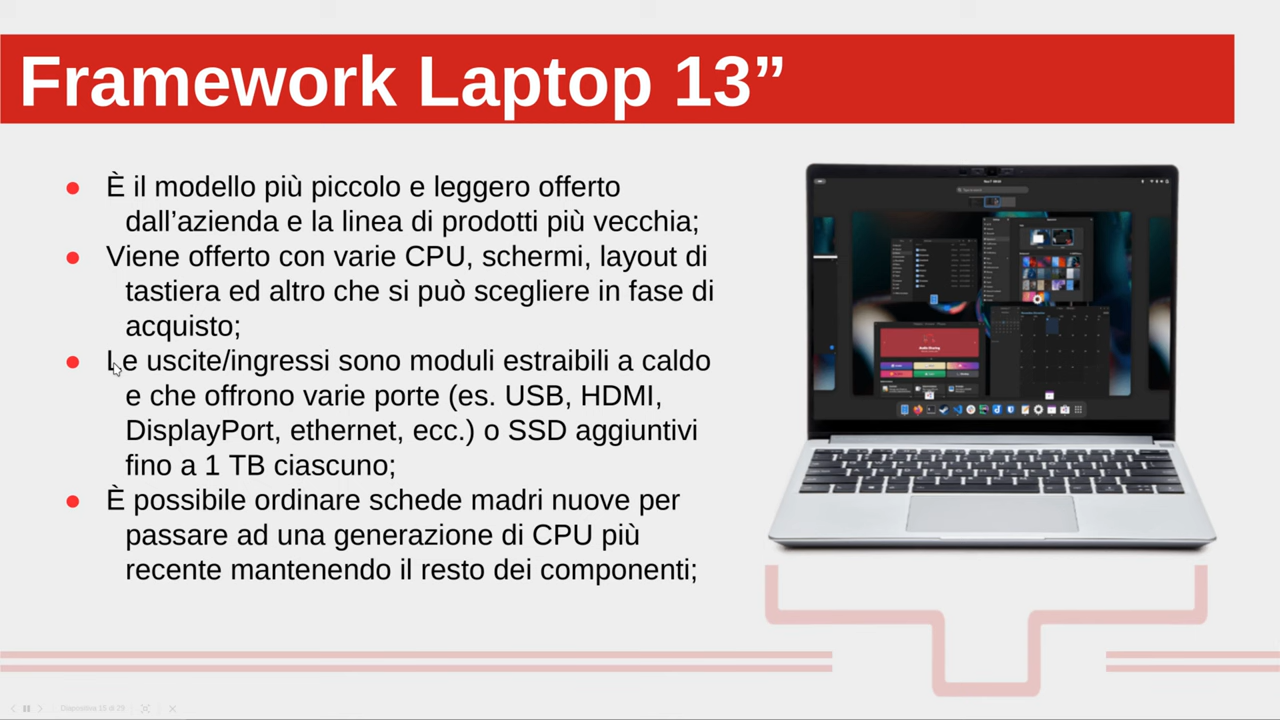 Framework Laptop 13”
È il modello più piccolo e leggero offerto
dall’azienda e la linea di prodotti più vecchia;
Viene offerto con varie CPU, schermi, layout di
tastiera ed altro che si può scegliere in fase di
acquisto;
Le uscite/ingressi sono moduli estraibili a caldo
e che offrono varie porte (es. USB, HDMI,
DisplayPort, ethernet, ecc.) o SSD aggiuntivi
fino a 1 TB ciascuno;
È possibile ordinare schede madri nuove per
passare ad una generazione di CPU più
recente mantenendo il resto dei componenti;
Diapositiva 15 di 29